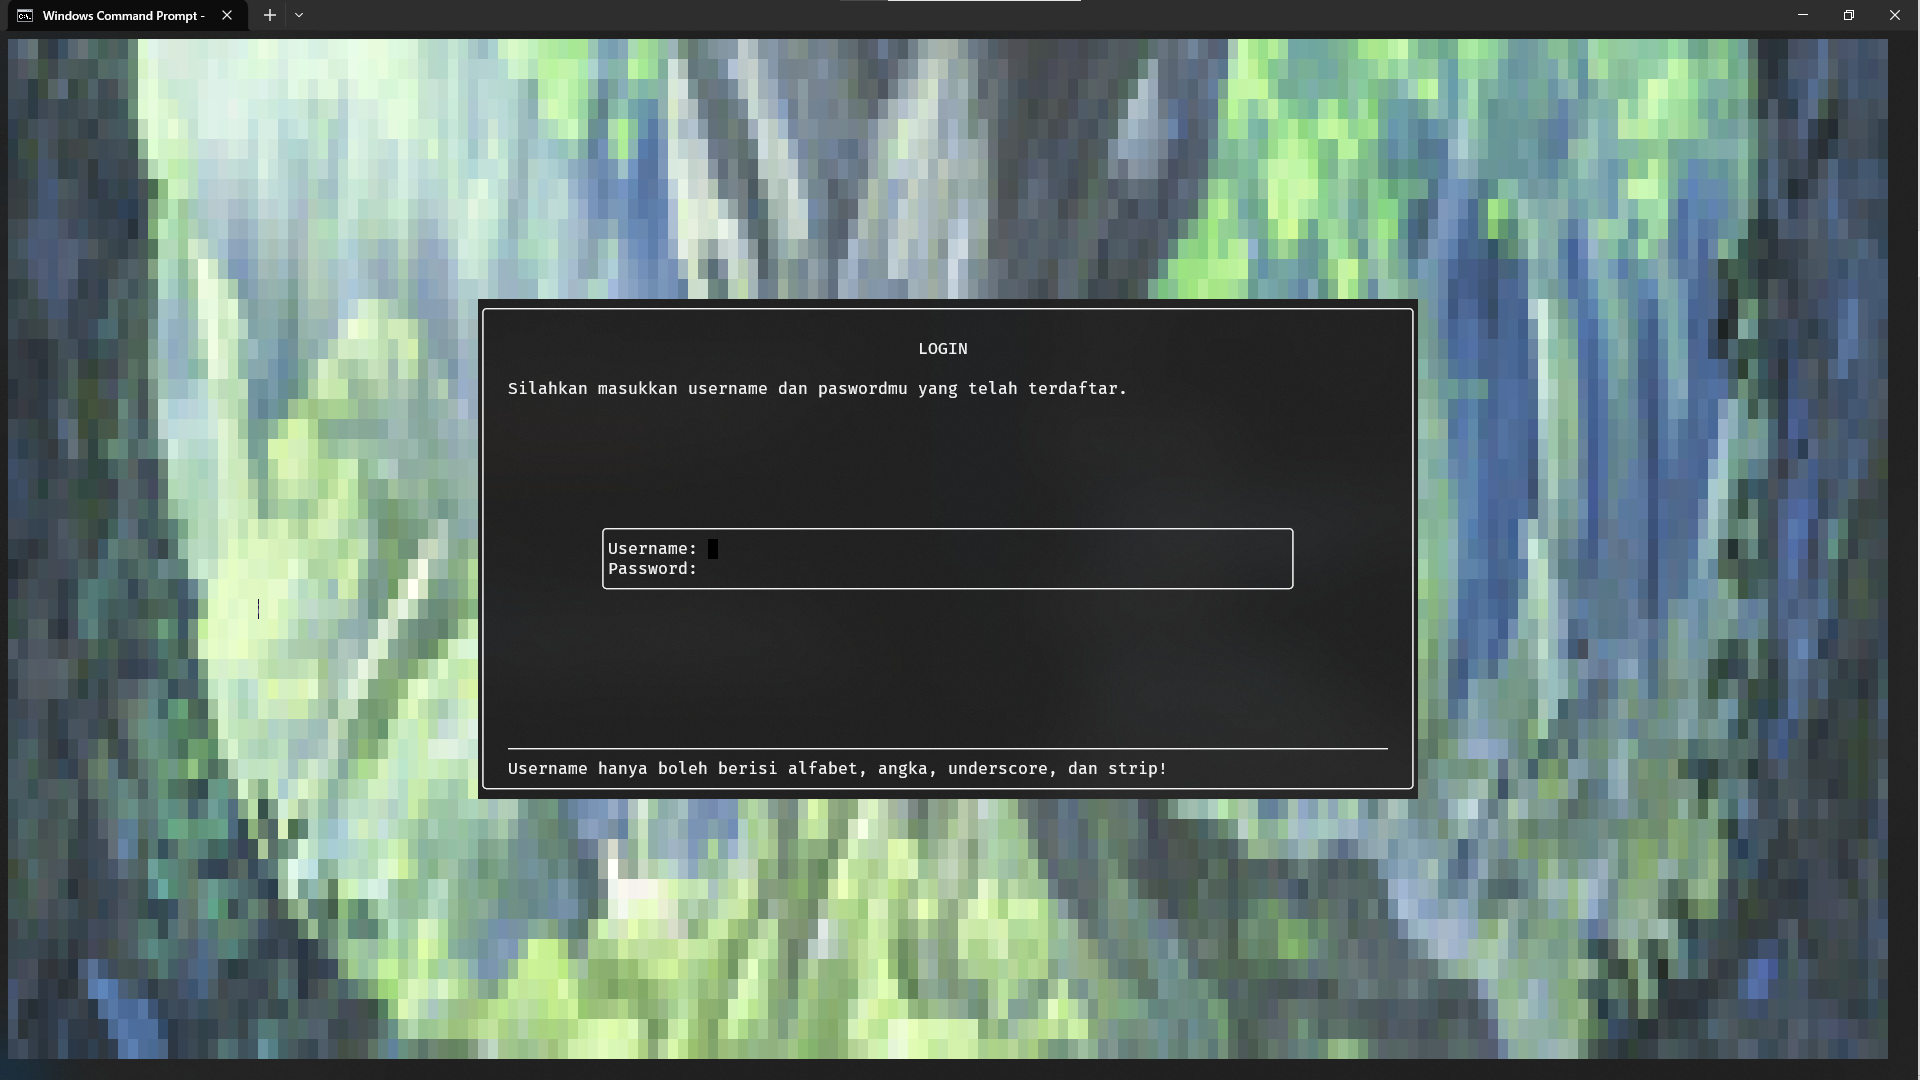 Windows Command Prompt -
LOGIN
Silahkan masukkan username dan paswordmu yang telah terdaftar.
Username:
Password:
Username hanya boleh berisi alfabet, angka, underscore, dan strip!